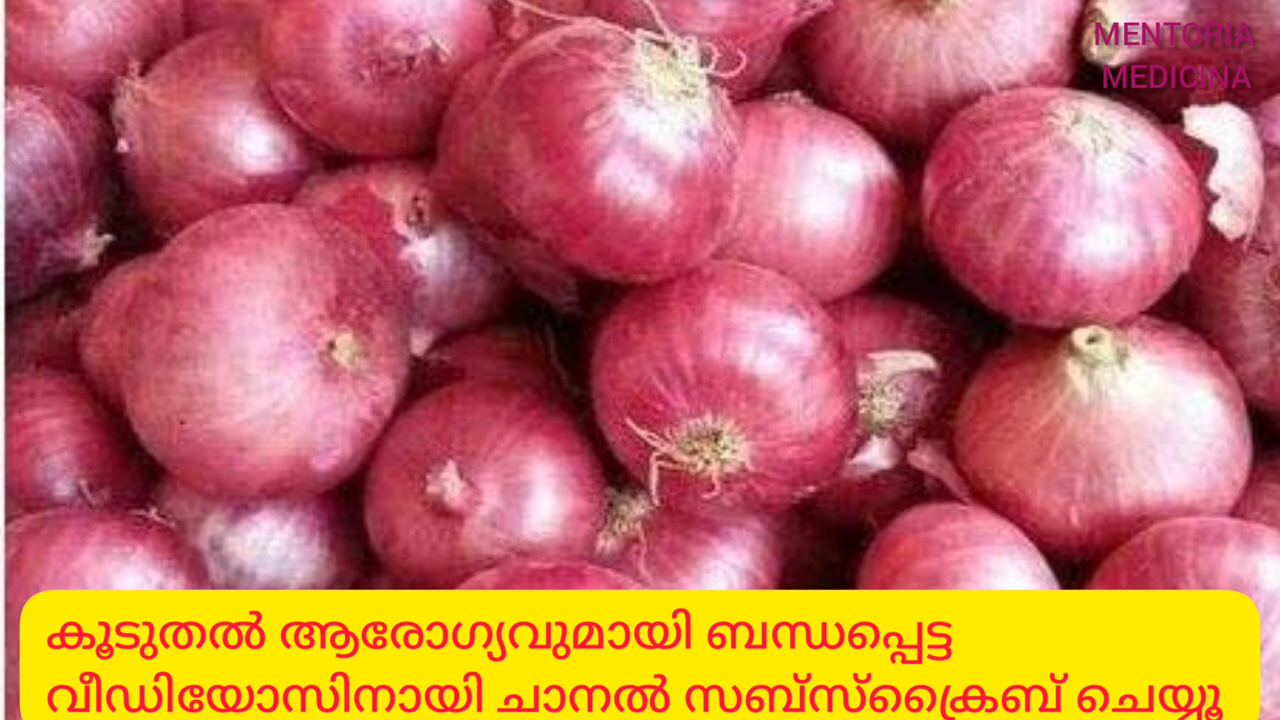 MENTORIA
MEDICINA
കൂടുതൽ ആരോഗ്യവുമായി ബന്ധപ്പെട്ട
വീഡിയോസിനായി ചാനൽ സബ്സ്ക്രൈബ് ചെയ്യൂ